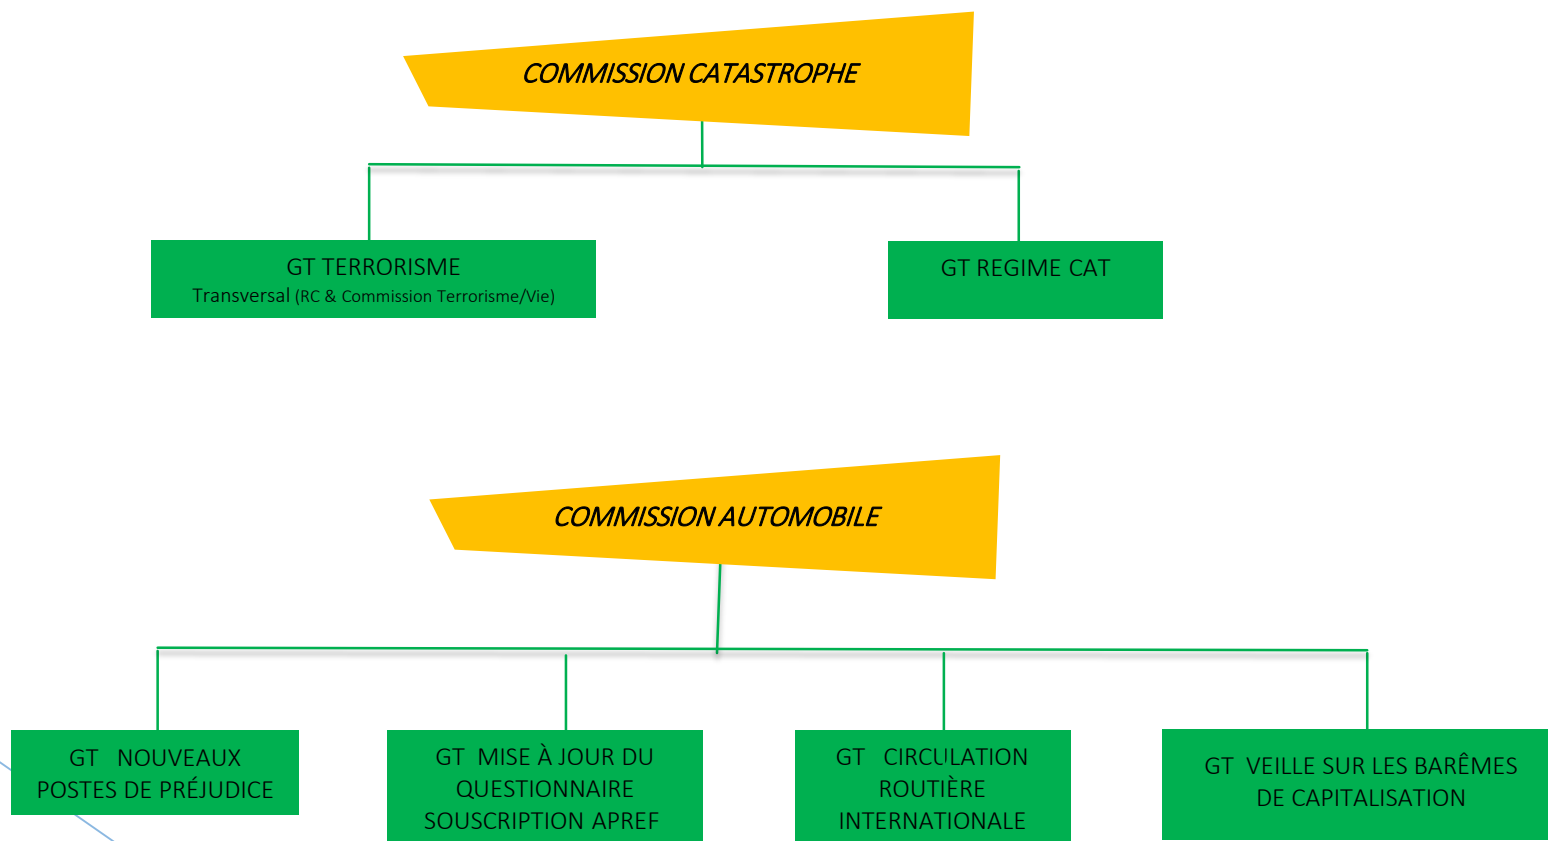 COMMISSION CATASTROPHE
GT TERRORISME
Transversal (RC & Commission Terrorisme/Vie)
GT REGIME CAT
COMMISSION AUTOMOBILE
GT NOUVEAUX
POSTES DE PRÉJUDICE
GT MISE À JOUR DU
QUESTIONNAIRE
SOUSCRIPTION APREF
GT CIRCULATION
ROUTIÈRE
INTERNATIONALE
GT VEILLE SUR LES BARÊMES
DE CAPITALISATION